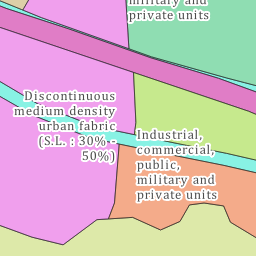 military and
private units
Discontinuous
medium density
urban fabric
(S.L. : 30% -
50%)
Industrial,
commercial,
public,
military and
private units